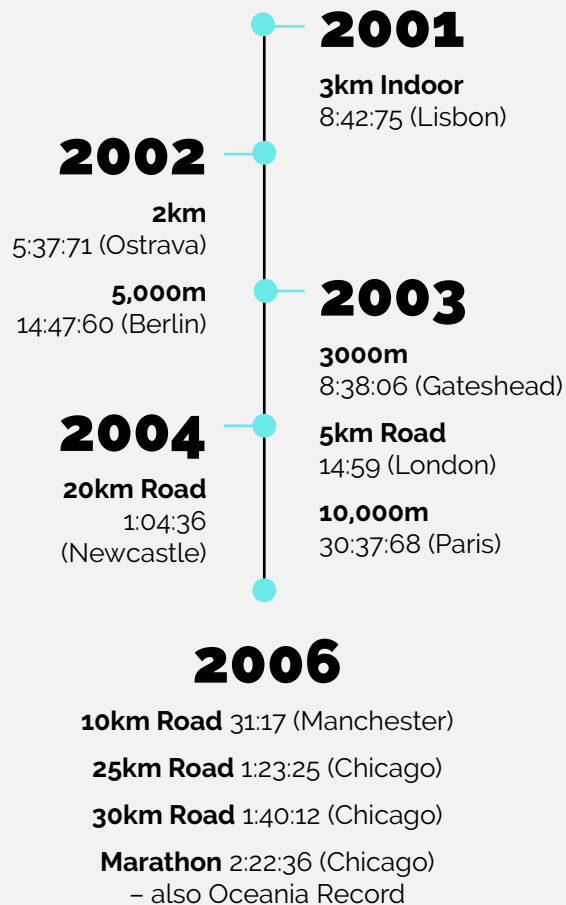 2001
3km Indoor
8:42:75 (Lisbon)
2002
2km
5:37:71 (Ostrava)
5,000m
14:47:60 (Berlin)
2003
3000m
8:38:06 (Gateshead)
5km Road
14:59 (London)
10,000m
30:37:68 (Paris)
2004
20km Road
1:04:36
(Newcastle)
2006
10km Road 31:17 (Manchester)
25km Road 1:23:25 (Chicago)
30km Road 1:40:12 (Chicago)
Marathon 2:22:36 (Chicago)
– also Oceania Record